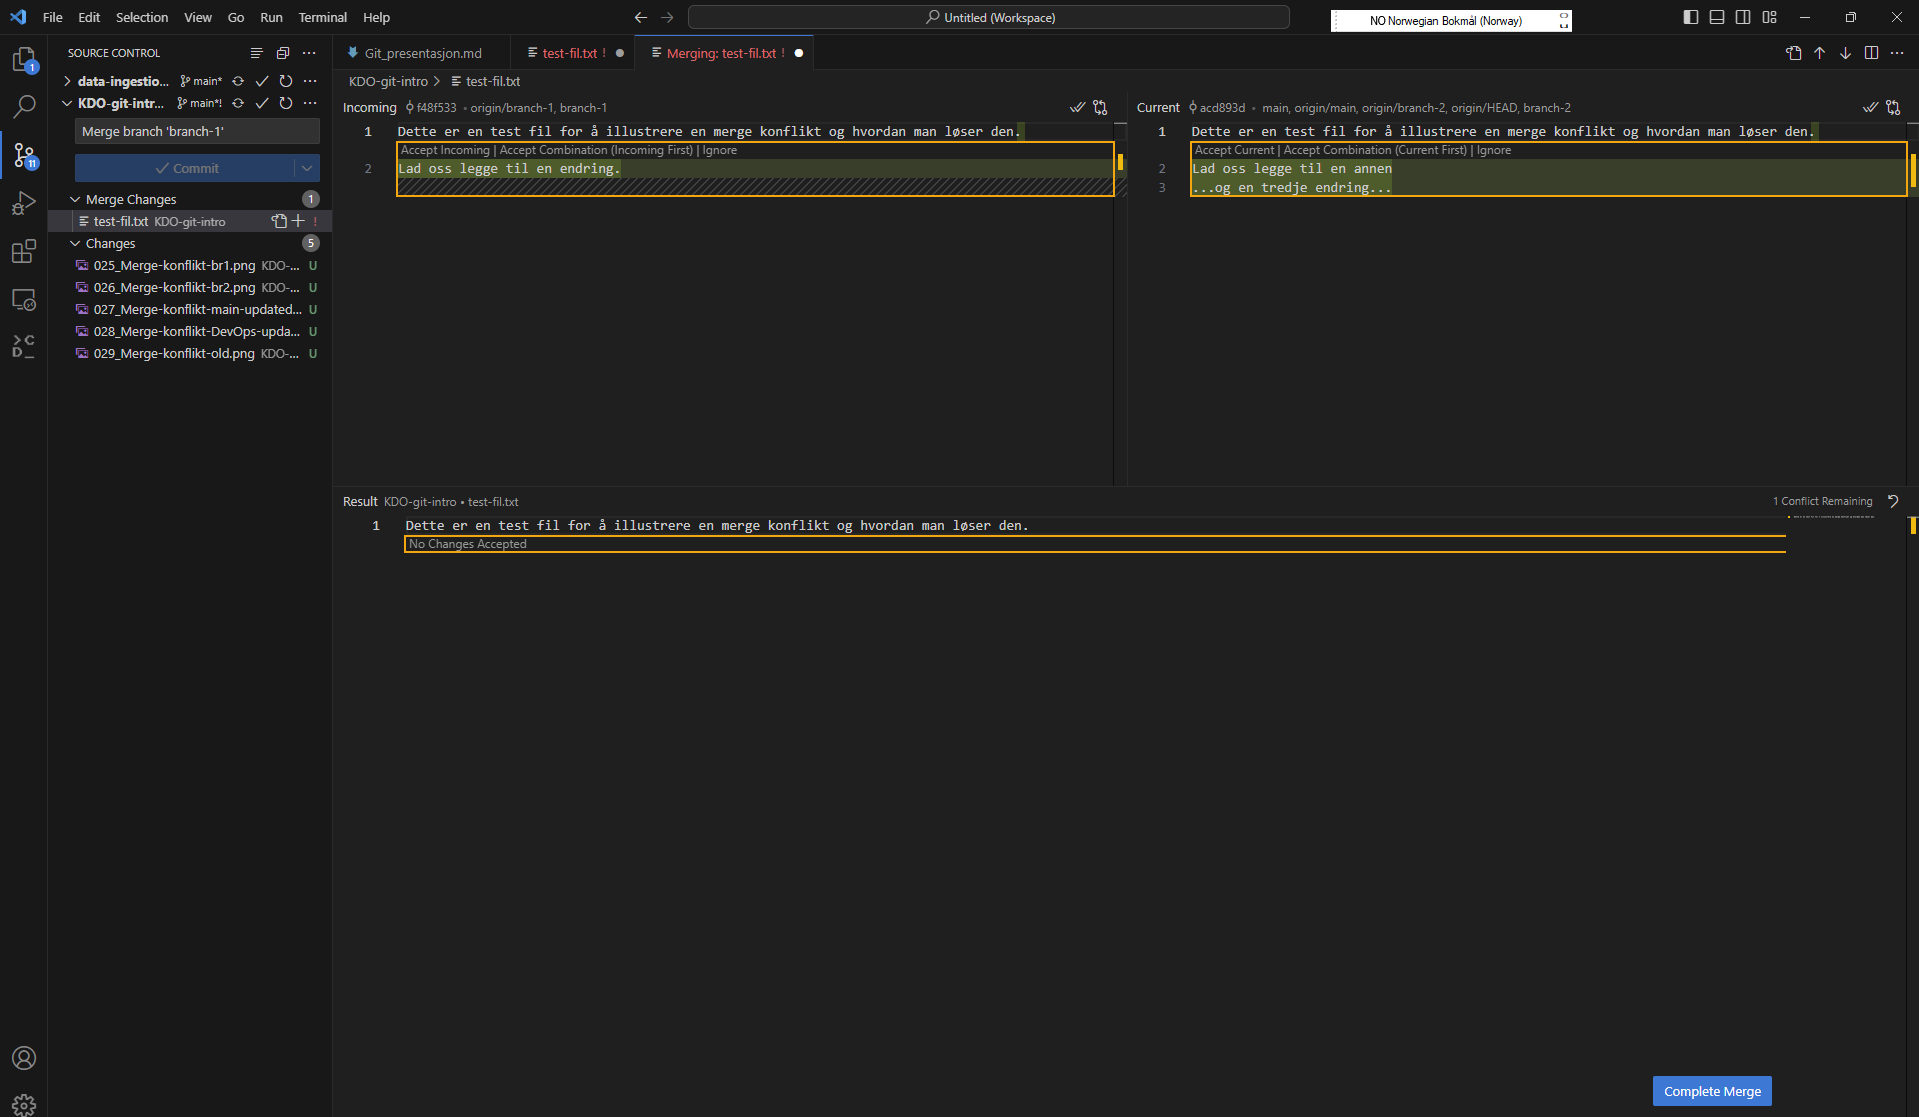 File Edit Selection View Go Run Terminal Help
Untitled (Workspace)
NO Norwegian Bokmål (Norway)
SOURCE CONTROL
data-ingestio... main*
KDO-git-intr... main*!
Merge branch 'branch-1'
Commit
Merge Changes 1
test-fil.txt KDO-git-intro !
Changes 5
025_Merge-konflikt-br1.png KDO-... U
026_Merge-konflikt-br2.png KDO-... U
027_Merge-konflikt-main-updated... U
028_Merge-konflikt-DevOps-upda... U
029_Merge-konflikt-old.png KDO-... U
1
11
Git_presentasjon.md
test-fil.txt !
Merging: test-fil.txt !
KDO-git-intro > test-fil.txt
Incoming f48f533 • origin/branch-1, branch-1
1 Dette er en test fil for å illustrere en merge konflikt og hvordan man løser den.
Accept Incoming | Accept Combination (Incoming First) | Ignore
2 Lad oss legge til en endring.
Current acd893d • main, origin/main, origin/branch-2, origin/HEAD, branch-2
1 Dette er en test fil for å illustrere en merge konflikt og hvordan man løser den.
Accept Current | Accept Combination (Current First) | Ignore
2 Lad oss legge til en annen
3 ...og en tredje endring...
Result KDO-git-intro • test-fil.txt
1 Conflict Remaining
1 Dette er en test fil for å illustrere en merge konflikt og hvordan man løser den.
No Changes Accepted
Complete Merge